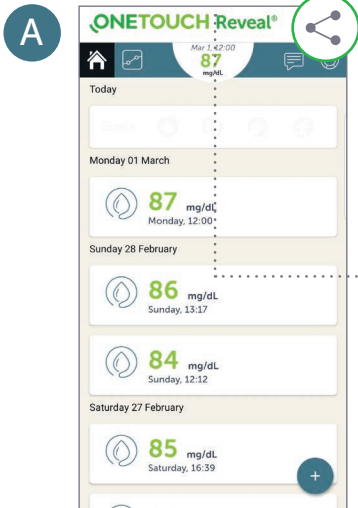 A
ONETOUCH Reveal®
Mar 1, 12:00
87
mg/dL
Today
Goals
Monday 01 March
87 mg/dL
Monday, 12:00
Sunday 28 February
86 mg/dL
Sunday, 13:17
84 mg/dL
Sunday, 12:12
Saturday 27 February
85 mg/dL
Saturday, 16:39
+